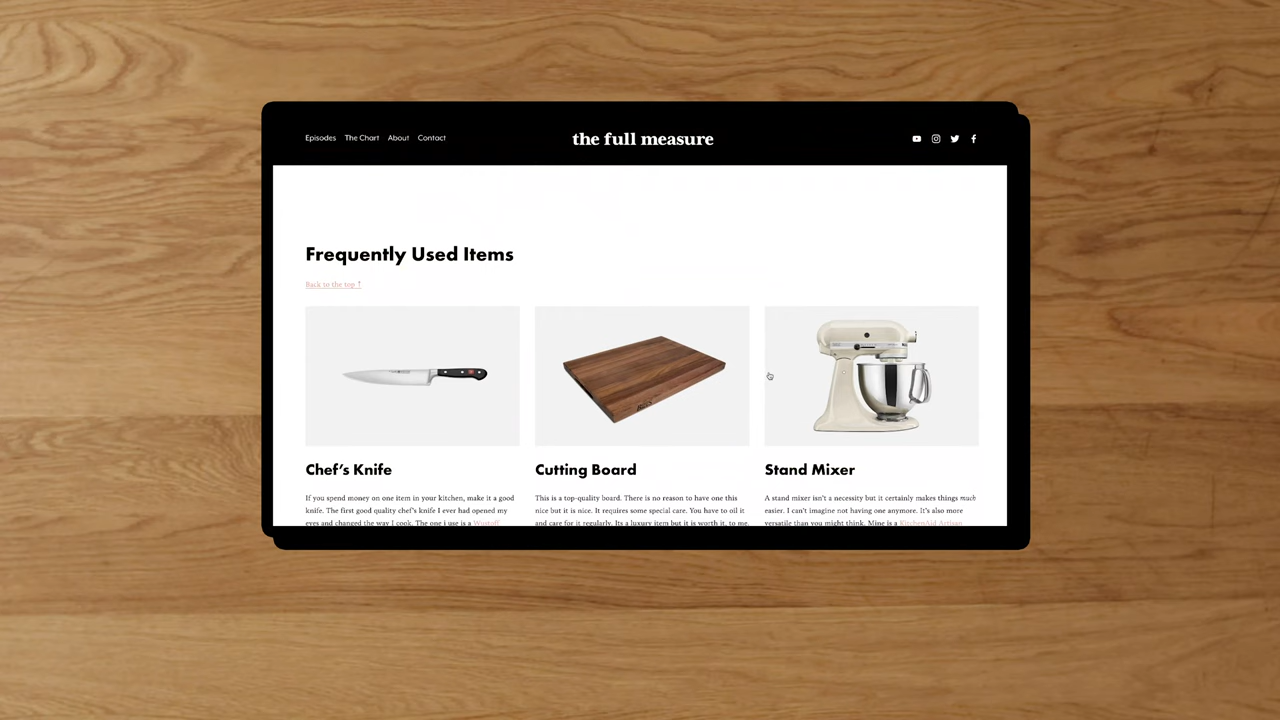 Episodes The Chart About Contact
the full measure
Frequently Used Items
Back to the top ↑
Chef's Knife
If you spend money on one item in your kitchen, make it a good
knife. The first good quality chef's knife I ever had opened my
eyes and changed the way I cook. The one i use is a Wustoff
Cutting Board
This is a top-quality board. There is no reason to have one this
nice but it is nice. It requires some special care. You have to oil it
and care for it regularly. Its a luxury item but it is worth it, to me.
Stand Mixer
A stand mixer isn't a necessity but it certainly makes things much
easier. I can't imagine not having one anymore. It's also more
versatile than you might think. Mine is a KitchenAid Artisan